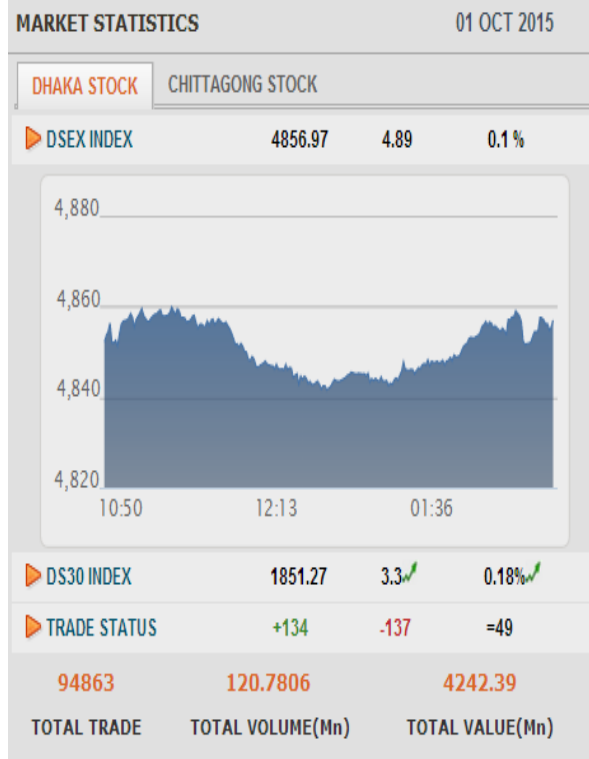 MARKET STATISTICS 01 OCT 2015
DHAKA STOCK CHITTAGONG STOCK
DSEX INDEX 4856.97 4.89 0.1 %
4,880
4,860
4,840
4,820
10:50 12:13 01:36
DS30 INDEX 1851.27 3.3 0.18%
TRADE STATUS +134 -137 =49
94863 120.7806 4242.39
TOTAL TRADE TOTAL VOLUME(Mn) TOTAL VALUE(Mn)